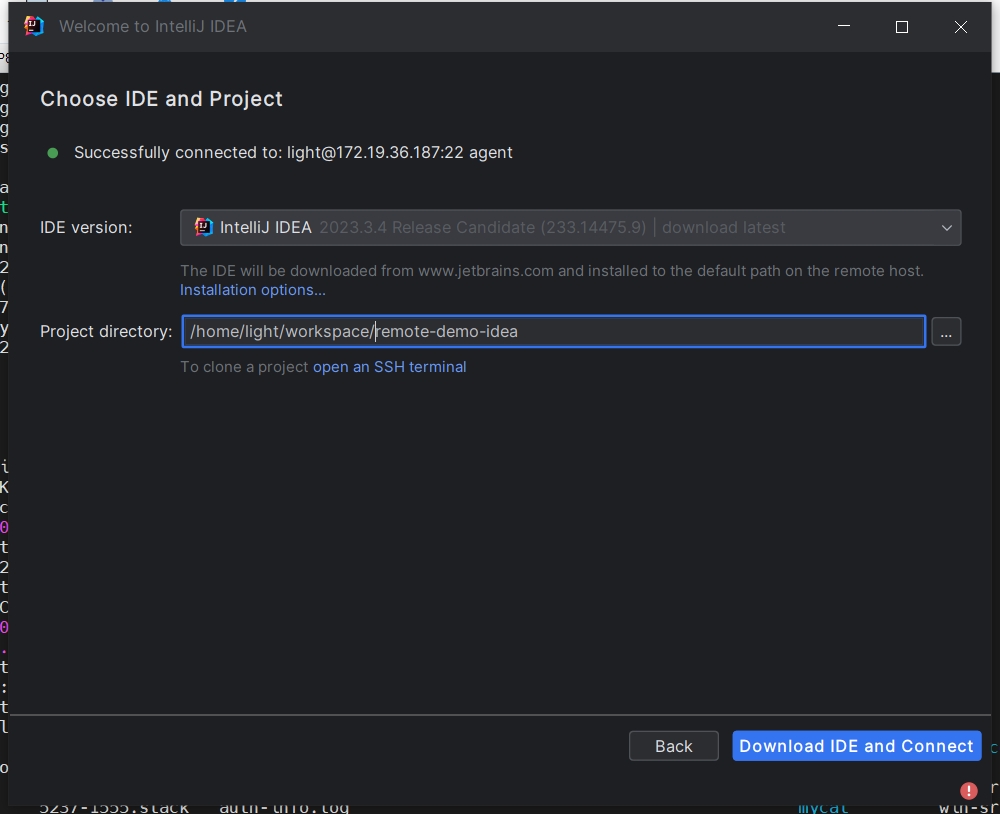 Welcome to IntelliJ IDEA
Choose IDE and Project
Successfully connected to: light@172.19.36.187:22 agent
IDE version:
IntelliJ IDEA 2023.3.4 Release Candidate (233.14475.9) | download latest
The IDE will be downloaded from www.jetbrains.com and installed to the default path on the remote host.
Installation options...
Project directory:
/home/light/workspace/remote-demo-idea
...
To clone a project open an SSH terminal
Back
Download IDE and Connect
5237-1555.stack auth-info.log mycat win-sr